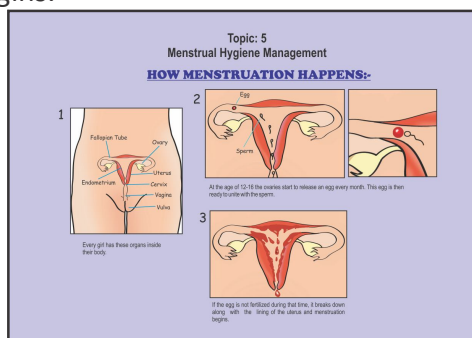 gins.
Topic: 5
Menstrual Hygiene Management
HOW MENSTRUATION HAPPENS:-
1
Fallopian Tube
Ovary
Uterus
Endometrium
Cervix
Vagina
Vulva
Every girl has these organs inside
their body.
2
Egg
Sperm
At the age of 12-16 the ovaries start to release an egg every month. This egg is then
ready to unite with the sperm.
3
If the egg is not fertilized during that time, it breaks down
along with the lining of the uterus and menstruation
begins.